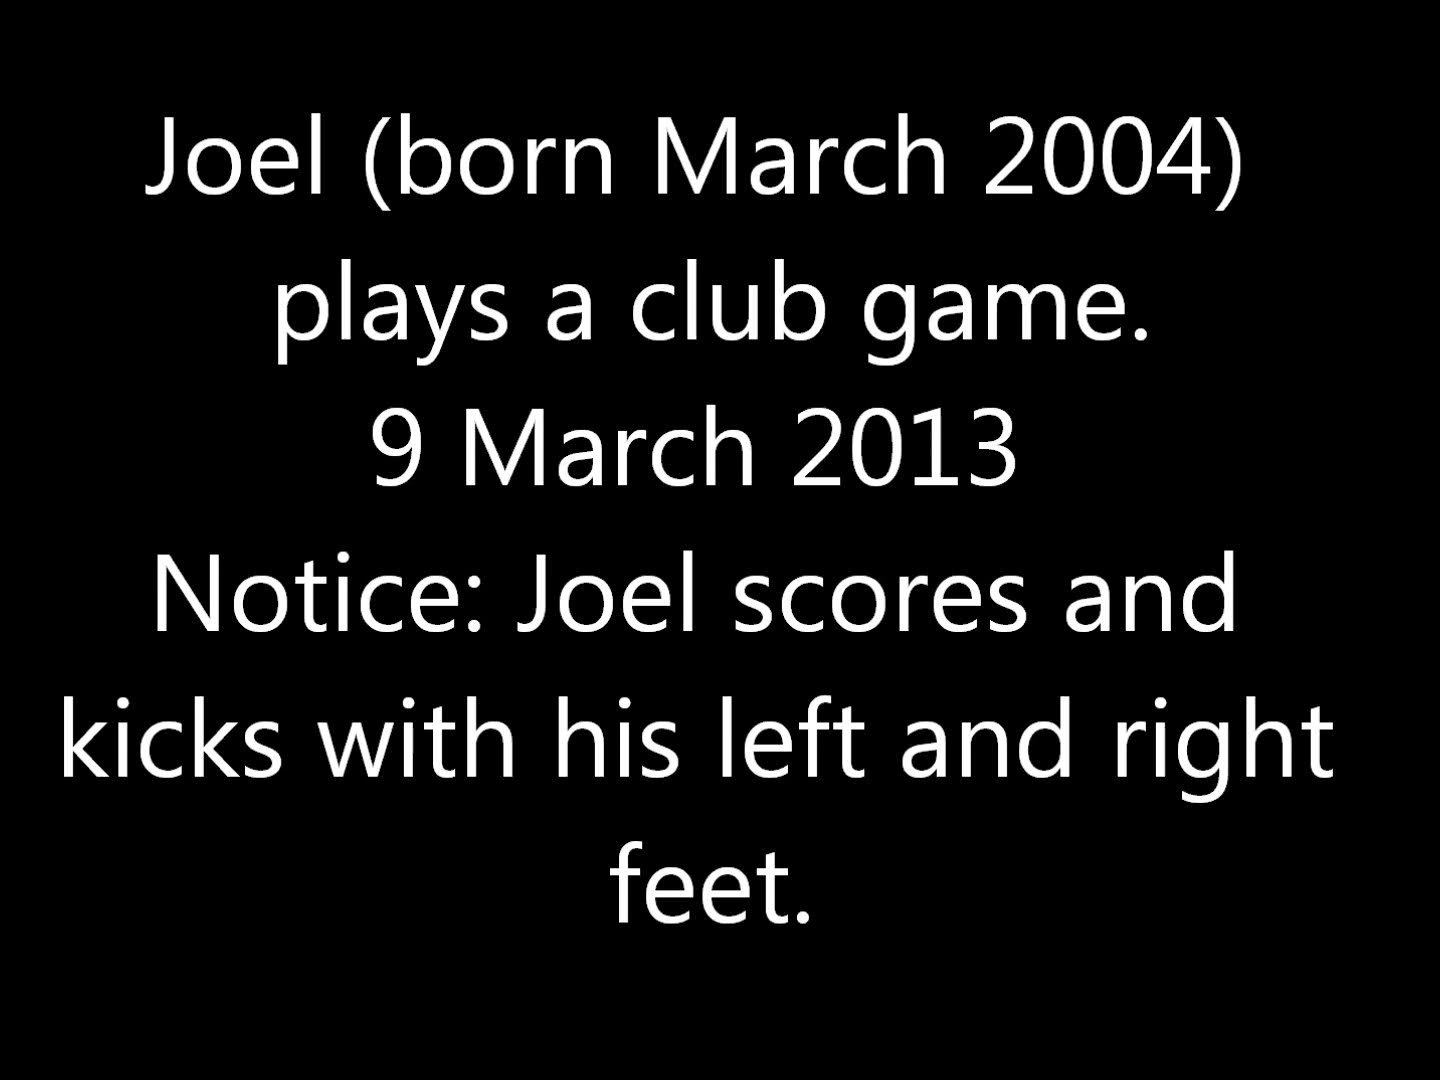 Joel (born March 2004)
plays a club game.
9 March 2013
Notice: Joel scores and
kicks with his left and right
feet.